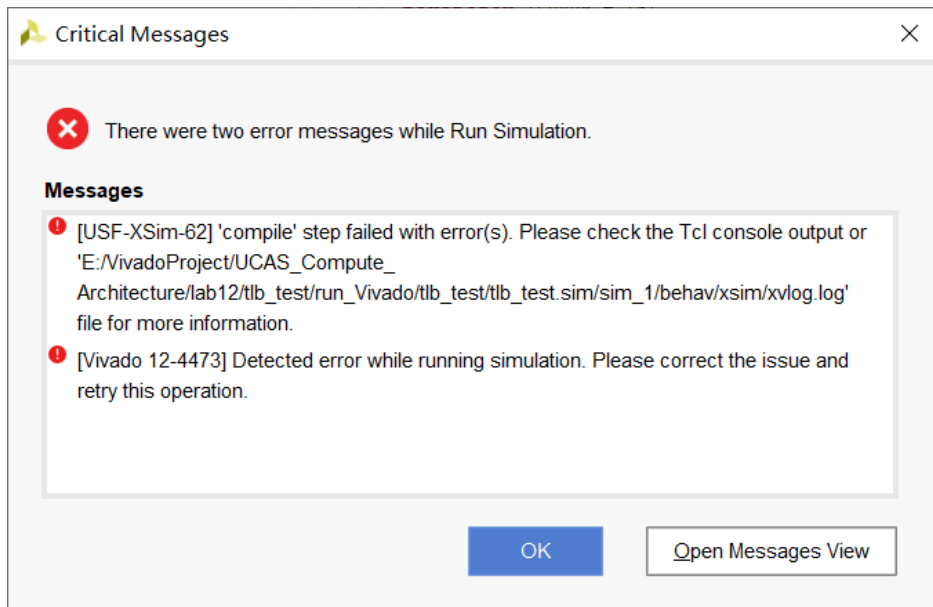 Critical Messages
There were two error messages while Run Simulation.
Messages
[USF-XSim-62] 'compile' step failed with error(s). Please check the Tcl console output or
'E:/VivadoProject/UCAS_Compute_
Architecture/lab12/tlb_test/run_Vivado/tlb_test/tlb_test.sim/sim_1/behav/xsim/xvlog.log'
file for more information.
[Vivado 12-4473] Detected error while running simulation. Please correct the issue and
retry this operation.
OK
Open Messages View